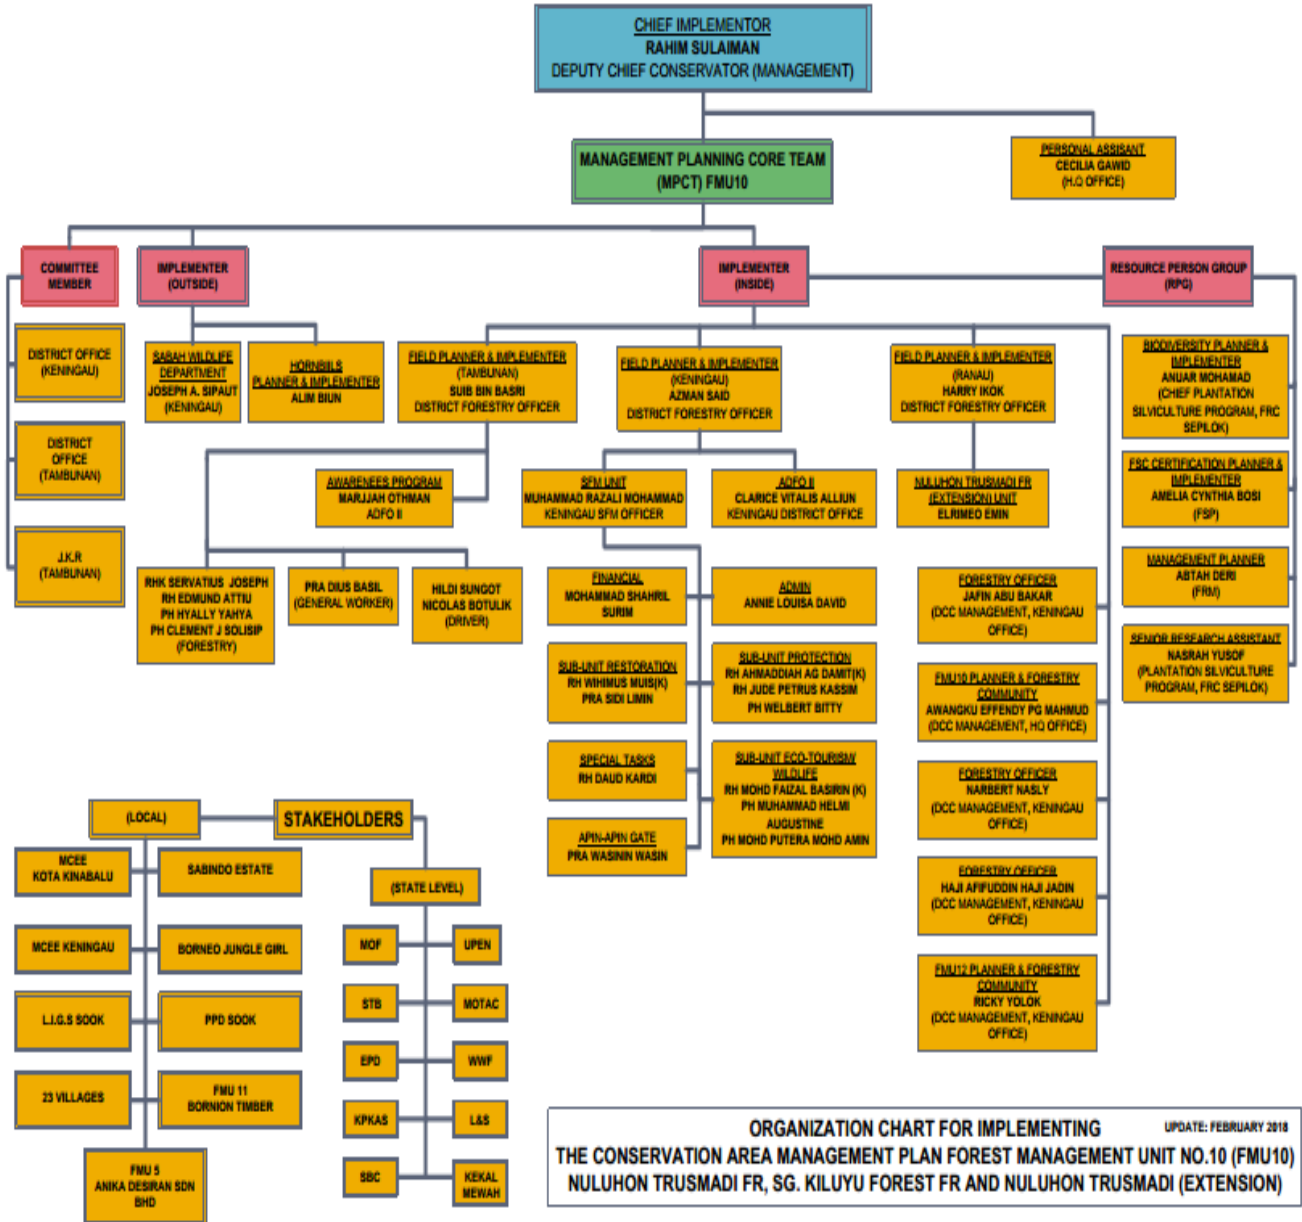 CHIEF IMPLEMENTOR
RAHIM SULAIMAN
DEPUTY CHIEF CONSERVATOR (MANAGEMENT)
MANAGEMENT PLANNING CORE TEAM
(MPCT) FMU10
PERSONAL ASSISANT
CECILIA GAWID
(H.Q OFFICE)
COMMITTEE
MEMBER
IMPLEMENTER
(OUTSIDE)
IMPLEMENTER
(INSIDE)
RESOURCE PERSON GROUP
(RPG)
DISTRICT OFFICE
(KENINGAU)
DISTRICT
OFFICE
(TAMBUNAN)
J.K.R
(TAMBUNAN)
SABAH WILDLIFE
DEPARTMENT
JOSEPH A. SIPAUT
(KENINGAU)
HORNBIILS
PLANNER & IMPLEMENTER
ALIM BIUN
FIELD PLANNER & IMPLEMENTER
(TAMBUNAN)
SUIB BIN BASRI
DISTRICT FORESTRY OFFICER
FIELD PLANNER & IMPLEMENTER
(KENINGAU)
AZMAN SAID
DISTRICT FORESTRY OFFICER
FIELD PLANNER & IMPLEMENTER
(RANAU)
HARRY IKOK
DISTRICT FORESTRY OFFICER
BIODIVERSITY PLANNER &
IMPLEMENTER
ANUAR MOHAMAD
(CHIEF PLANTATION
SILVICULTURE PROGRAM, FRC
SEPILOK)
FSC CERTIFICATION PLANNER &
IMPLEMENTER
AMELIA CYNTHIA BOSI
(FSP)
MANAGEMENT PLANNER
ABTAH DERI
(FRM)
SENIOR RESEARCH ASSISTANT
NASRAH YUSOF
(PLANTATION SILVICULTURE
PROGRAM, FRC SEPILOK)
AWARENEES PROGRAM
MARJJAH OTHMAN
ADFO II
SFM UNIT
MUHAMMAD RAZALI MOHAMMAD
KENINGAU SFM OFFICER
ADFO II
CLARICE VITALIS ALLIUN
KENINGAU DISTRICT OFFICE
NULUHON TRUSMADI FR
(EXTENSION) UNIT
ELRIMEO EMIN
RHK SERVATIUS JOSEPH
RH EDMUND ATTIU
PH HYALLY YAHYA
PH CLEMENT J SOLISIP
(FORESTRY)
PRA DIUS BASIL
(GENERAL WORKER)
HILDI SUNGOT
NICOLAS BOTULIK
(DRIVER)
FINANCIAL
MOHAMMAD SHAHRIL
SURIM
ADMIN
ANNIE LOUISA DAVID
SUB-UNIT RESTORATION
RH WIHIMUS MUIS(K)
PRA SIDI LIMIN
SUB-UNIT PROTECTION
RH AHMADDIAH AG DAMIT(K)
RH JUDE PETRUS KASSIM
PH WELBERT BITTY
SPECIAL TASKS
RH DAUD KARDI
SUB-UNIT ECO-TOURISM/
WILDLIFE
RH MOHD FAIZAL BASIRIN (K)
PH MUHAMMAD HELMI
AUGUSTINE
PH MOHD PUTERA MOHD AMIN
APIN-APIN GATE
PRA WASININ WASIN
FORESTRY OFFICER
JAFIN ABU BAKAR
(DCC MANAGEMENT, KENINGAU
OFFICE)
FMU10 PLANNER & FORESTRY
COMMUNITY
AWANGKU EFFENDY PG MAHMUD
(DCC MANAGEMENT, HQ OFFICE)
FORESTRY OFFICER
NARBERT NASLY
(DCC MANAGEMENT, KENINGAU
OFFICE)
FORESTRY OFFICER
HAJI AFIFUDDIN HAJI JADIN
(DCC MANAGEMENT, KENINGAU
OFFICE)
FMU12 PLANNER & FORESTRY
COMMUNITY
RICKY YOLOK
(DCC MANAGEMENT, KENINGAU
OFFICE)
(LOCAL)
STAKEHOLDERS
(STATE LEVEL)
MCEE
KOTA KINABALU
SABINDO ESTATE
MCEE KENINGAU
BORNEO JUNGLE GIRL
L.I.G.S SOOK
PPD SOOK
23 VILLAGES
FMU 11
BORNION TIMBER
FMU 5
ANIKA DESIRAN SDN
BHD
MOF
UPEN
STB
MOTAC
EPD
WWF
KPKAS
L&S
SBC
KEKAL
MEWAH
ORGANIZATION CHART FOR IMPLEMENTING
UPDATE: FEBRUARY 2018
THE CONSERVATION AREA MANAGEMENT PLAN FOREST MANAGEMENT UNIT NO.10 (FMU10)
NULUHON TRUSMADI FR, SG. KILUYU FOREST FR AND NULUHON TRUSMADI (EXTENSION)